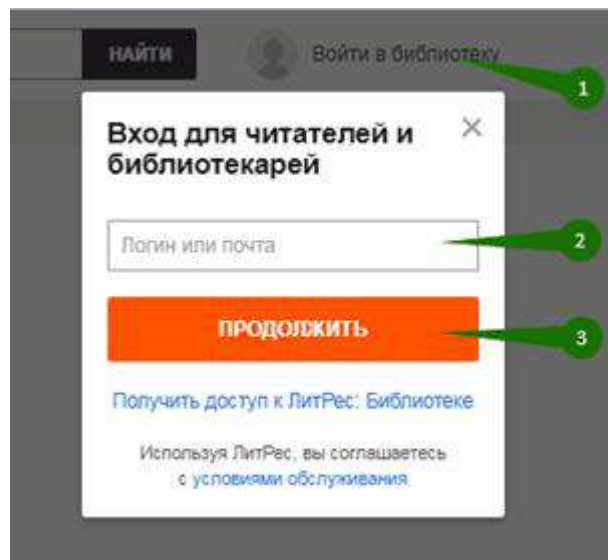 НАЙТИ
Войти в библиотеку
1
Вход для читателей и
библиотекарей
Логин или почта
2
ПРОДОЛЖИТЬ
3
Получить доступ к ЛитРес: Библиотеке
Используя ЛитРес, вы соглашаетесь
с условиями обслуживания